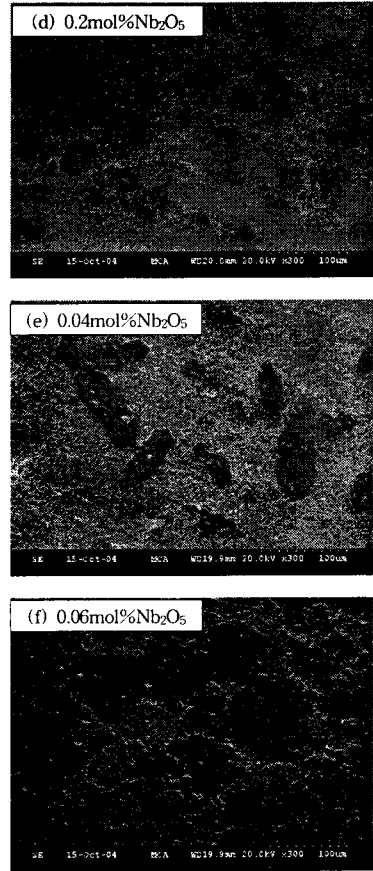 (d) 0.2mol%Nb₂O₅
SE 15-Oct-04 WD20.0mm 20.0kV x300 100um
(e) 0.04mol%Nb₂O₅
SE 15-Oct-04 WD19.9mm 20.0kV x300 100um
(f) 0.06mol%Nb₂O₅
SE 15-Oct-04 WD19.9mm 20.0kV x300 100um